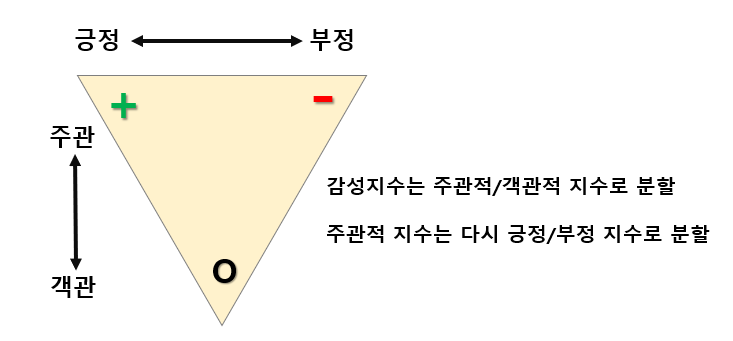 긍정 부정
+ -
주관
감성지수는 주관적/객관적 지수로 분할
주관적 지수는 다시 긍정/부정 지수로 분할
O
객관